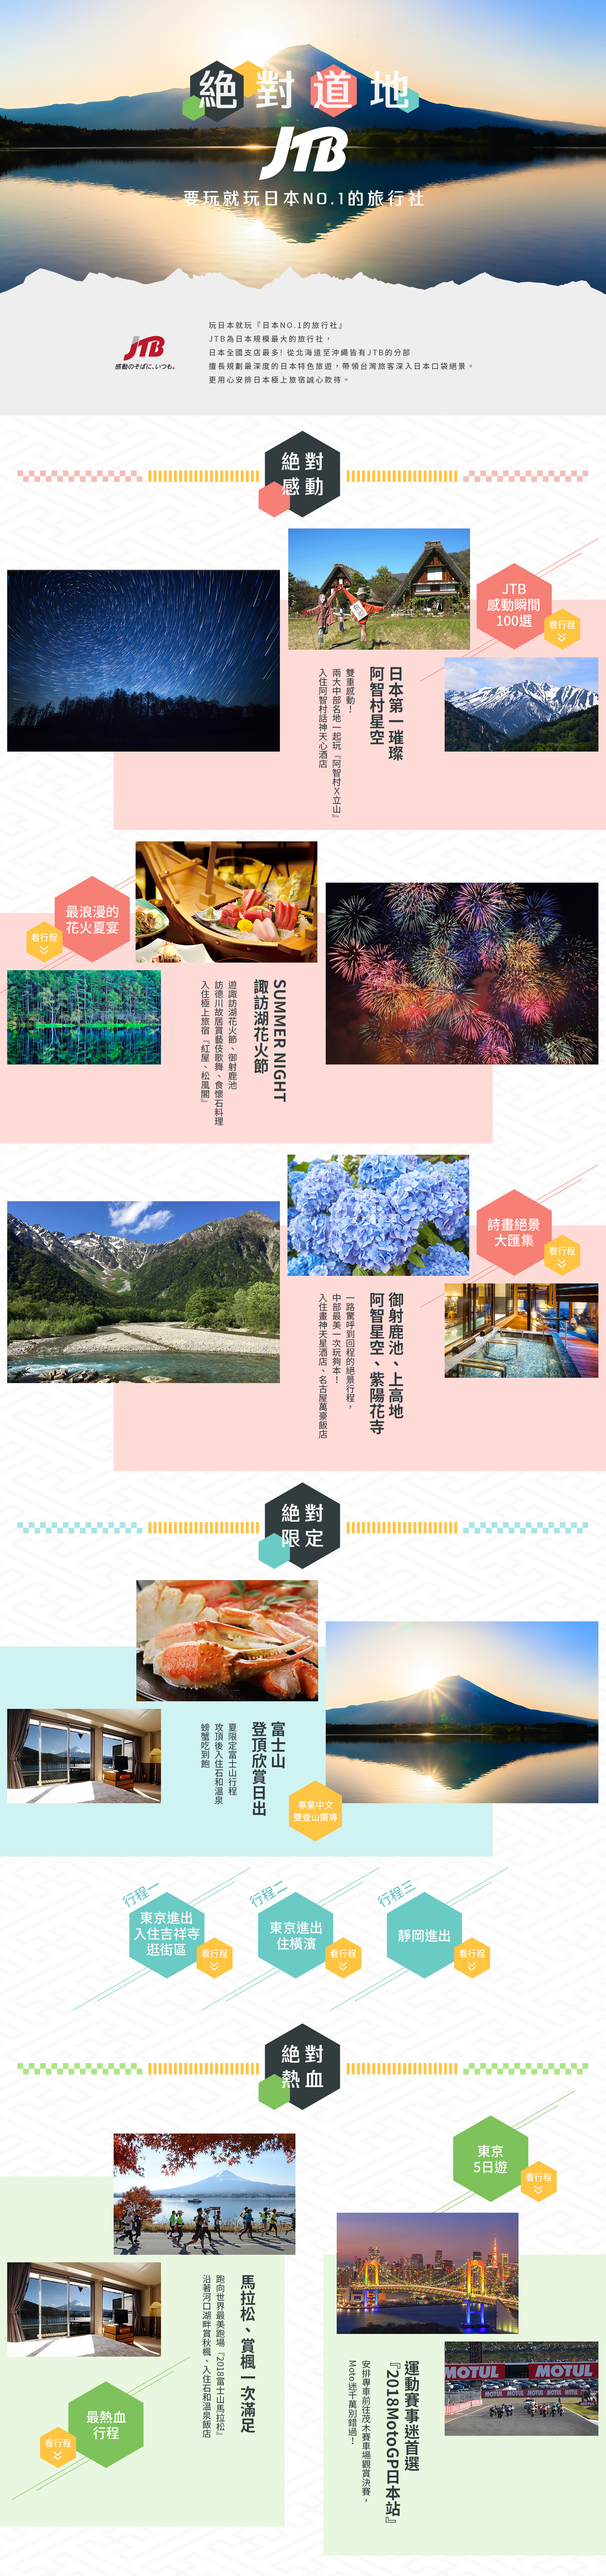 絕對道地
JTB
要玩就玩日本NO.1的旅行社
JTB
感動のそばに、いつも。
玩日本就玩『日本NO.1的旅行社』
JTB為日本規模最大的旅行社，
日本全國支店最多! 從北海道至沖繩皆有JTB的分部
擅長規劃最深度的日本特色旅遊，帶領台灣旅客深入日本口袋絕景。
更用心安排日本極上旅宿誠心款待。
絕對
感動
JTB
感動瞬間
100選
看行程
日本第一璀璨
阿智村星空
雙重感動！
兩大中部名地一起玩『阿智村X立山』
入住阿智村話神天心酒店
最浪漫的
花火夏宴
看行程
SUMMER NIGHT
諏訪湖花火節
遊諏訪湖花火節、御射鹿池
訪德川故居賞藝伎歌舞、食懷石料理
入住極上旅宿『紅屋、松風閣』
詩畫絕景
大匯集
看行程
御射鹿池、上高地
阿智星空、紫陽花寺
一路驚呼到回程的絕景行程，
中部最美一次玩夠本！
入住晝神天星酒店、名古屋萬豪飯店
絕對
限定
富士山
登頂欣賞日出
夏限定富士山行程
攻頂後入住石和溫泉
螃蟹吃到飽
專業中文
雙登山嚮導
行程一
東京進出
入住吉祥寺
逛街區
看行程
行程二
東京進出
住橫濱
看行程
行程三
靜岡進出
看行程
絕對
熱血
東京
5日遊
看行程
馬拉松、賞楓一次滿足
跑向世界最美跑場『2018富士山馬拉松』
沿著河口湖畔賞秋楓、入住石和溫泉飯店
最熱血
行程
看行程
MOTUL
MOTUL
運動賽事迷首選
『2018MotoGP日本站』
安排專車前往茂木賽車場觀賞決賽，
Moto迷千萬別錯過！